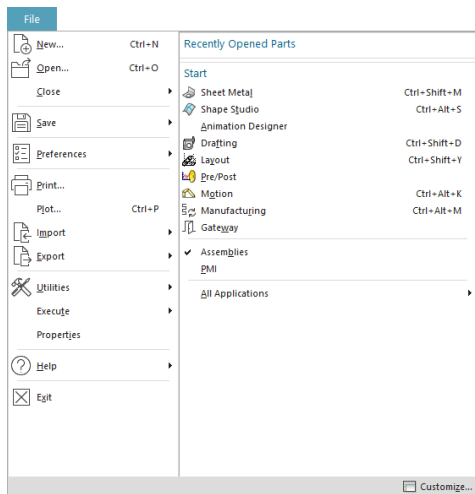 File
New... Ctrl+N
Open... Ctrl+O
Close
Save
Preferences
Print...
Plot... Ctrl+P
Import
Export
Utilities
Execute
Properties
Help
Exit
Recently Opened Parts
Start
Sheet Metal Ctrl+Shift+M
Shape Studio Ctrl+Alt+S
Animation Designer
Drafting Ctrl+Shift+D
Layout Ctrl+Shift+Y
Pre/Post
Motion Ctrl+Alt+K
Manufacturing Ctrl+Alt+M
Gateway
Assemblies
PMI
All Applications
Customize...